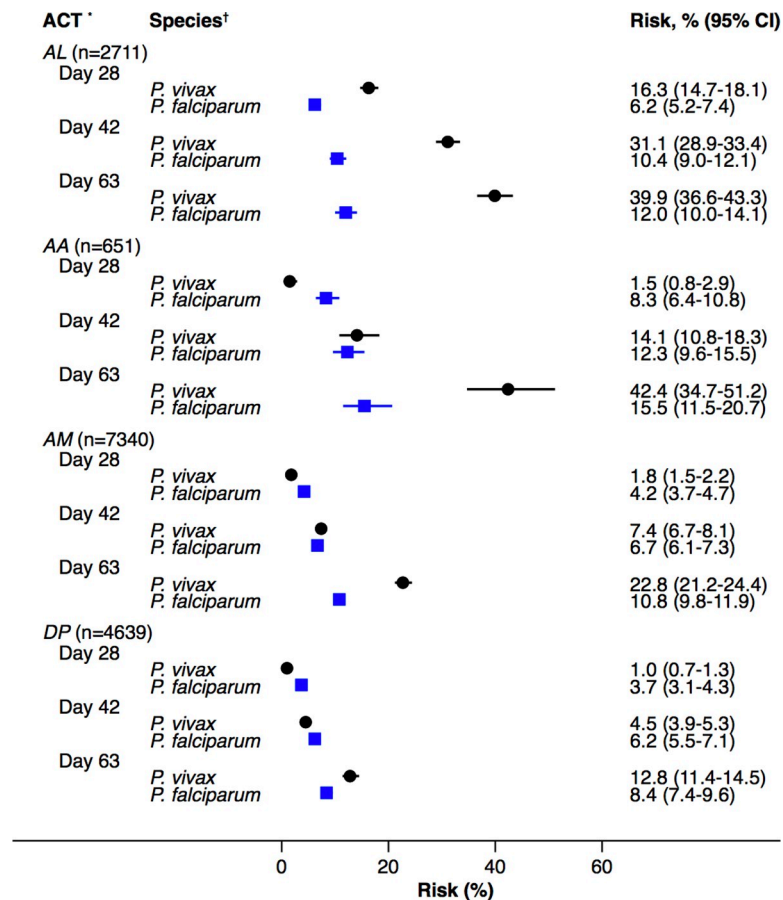 ACT * Species† Risk, % (95% CI)
AL (n=2711)
Day 28
P. vivax 16.3 (14.7-18.1)
P. falciparum 6.2 (5.2-7.4)
Day 42
P. vivax 31.1 (28.9-33.4)
P. falciparum 10.4 (9.0-12.1)
Day 63
P. vivax 39.9 (36.6-43.3)
P. falciparum 12.0 (10.0-14.1)
AA (n=651)
Day 28
P. vivax 1.5 (0.8-2.9)
P. falciparum 8.3 (6.4-10.8)
Day 42
P. vivax 14.1 (10.8-18.3)
P. falciparum 12.3 (9.6-15.5)
Day 63
P. vivax 42.4 (34.7-51.2)
P. falciparum 15.5 (11.5-20.7)
AM (n=7340)
Day 28
P. vivax 1.8 (1.5-2.2)
P. falciparum 4.2 (3.7-4.7)
Day 42
P. vivax 7.4 (6.7-8.1)
P. falciparum 6.7 (6.1-7.3)
Day 63
P. vivax 22.8 (21.2-24.4)
P. falciparum 10.8 (9.8-11.9)
DP (n=4639)
Day 28
P. vivax 1.0 (0.7-1.3)
P. falciparum 3.7 (3.1-4.3)
Day 42
P. vivax 4.5 (3.9-5.3)
P. falciparum 6.2 (5.5-7.1)
Day 63
P. vivax 12.8 (11.4-14.5)
P. falciparum 8.4 (7.4-9.6)
0 20 40 60
Risk (%)